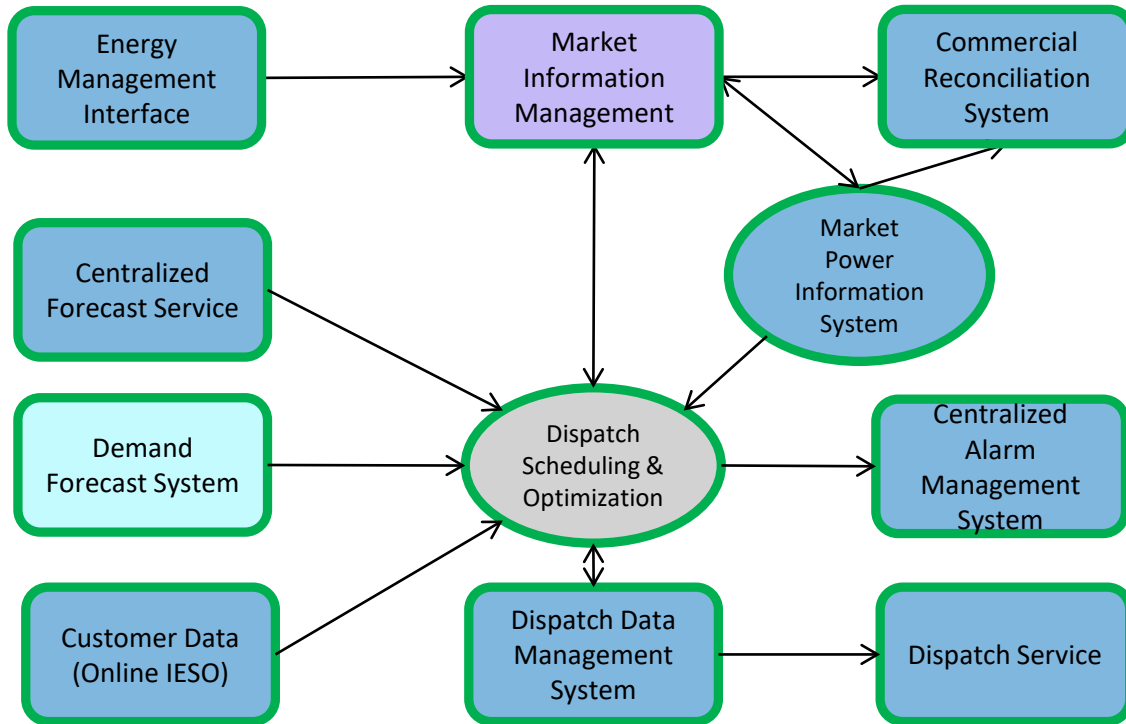 Energy
Management
Interface
Market
Information
Management
Commercial
Reconciliation
System
Centralized
Forecast Service
Market
Power
Information
System
Demand
Forecast System
Dispatch
Scheduling &
Optimization
Centralized
Alarm
Management
System
Customer Data
(Online IESO)
Dispatch Data
Management
System
Dispatch Service